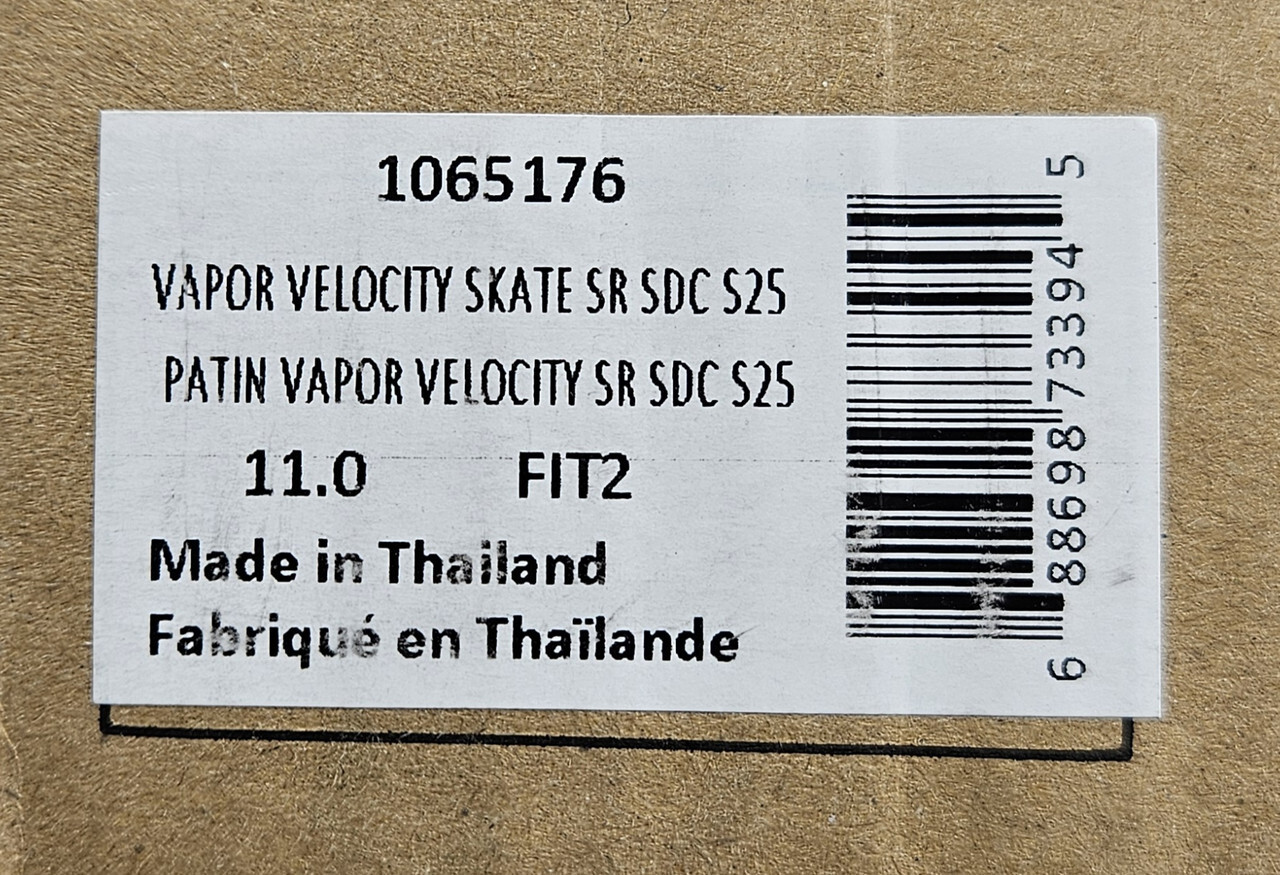 1065176
VAPOR VELOCITY SKATE SR SDC S25
PATIN VAPOR VELOCITY SR SDC S25
11.0 FIT2
Made in Thailand
Fabriqué en Thaïlande
6 88698 73394 5